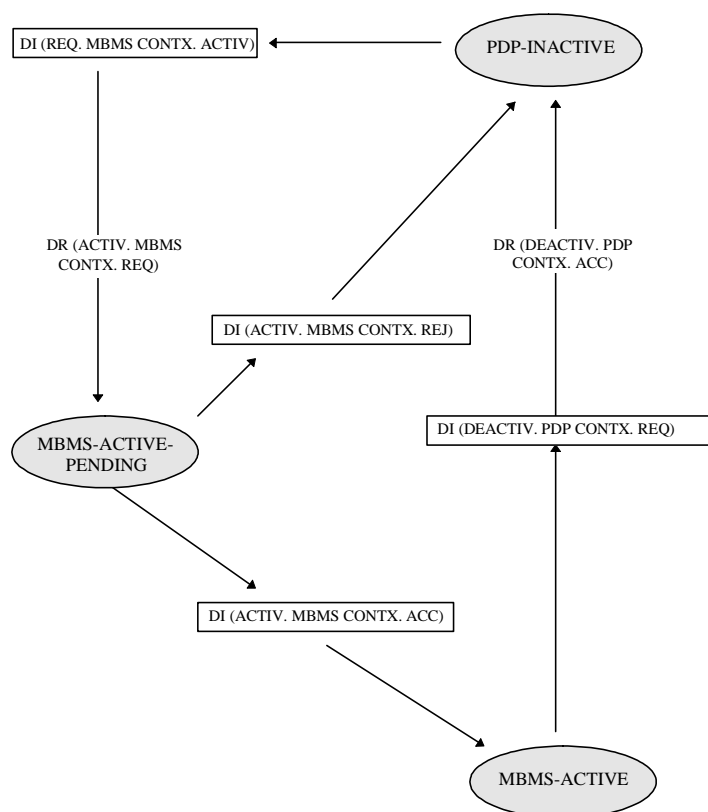 DI (REQ. MBMS CONTX. ACTIV)
PDP-INACTIVE
DR (ACTIV. MBMS
CONTX. REQ)
DR (DEACTIV. PDP
CONTX. ACC)
DI (ACTIV. MBMS CONTX. REJ)
MBMS-ACTIVE-
PENDING
DI (DEACTIV. PDP CONTX. REQ)
DI (ACTIV. MBMS CONTX. ACC)
MBMS-ACTIVE